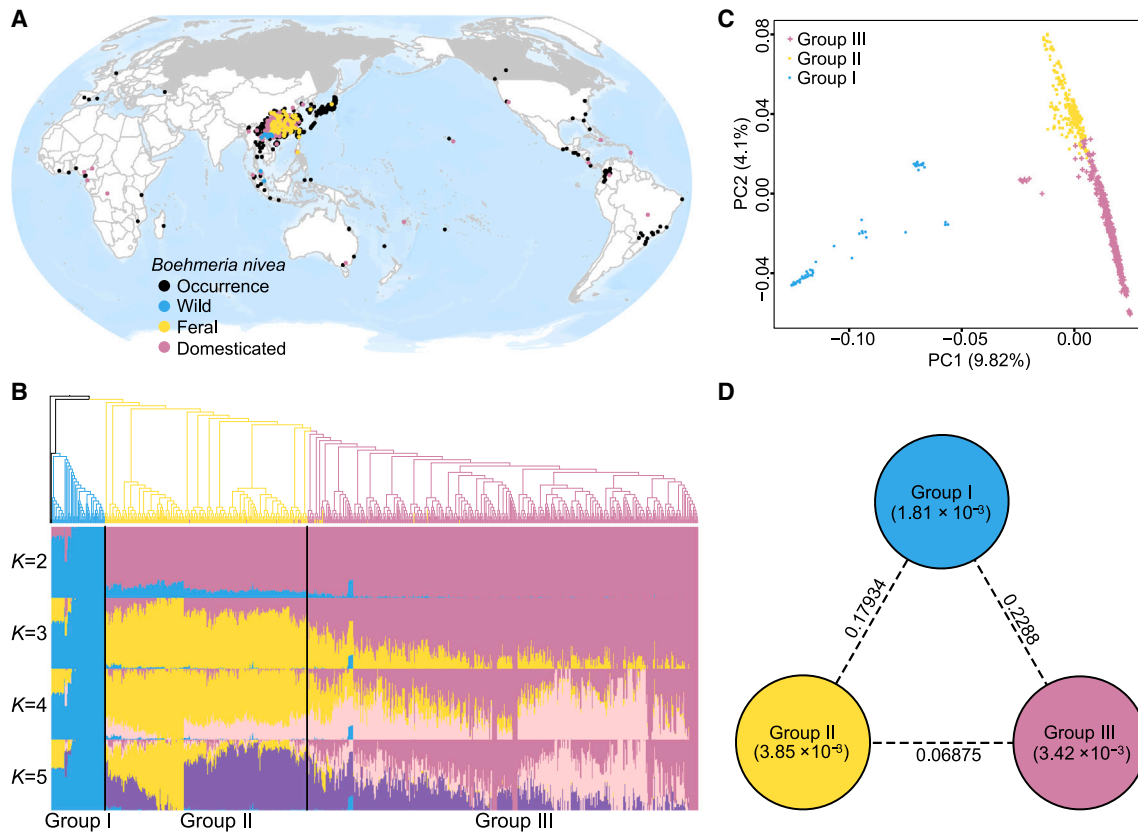 A
Boehmeria nivea
Occurrence
Wild
Feral
Domesticated
B
K=2
K=3
K=4
K=5
Group I
Group II
Group III
C
Group III
Group II
Group I
0.08
0.04
0.00
−0.04
PC2 (4.1%)
−0.10
−0.05
0.00
PC1 (9.82%)
D
Group I
(1.81 × 10⁻³)
0.17934
0.2288
Group II
(3.85 ×10⁻³)
0.06875
Group III
(3.42 ×10⁻³)